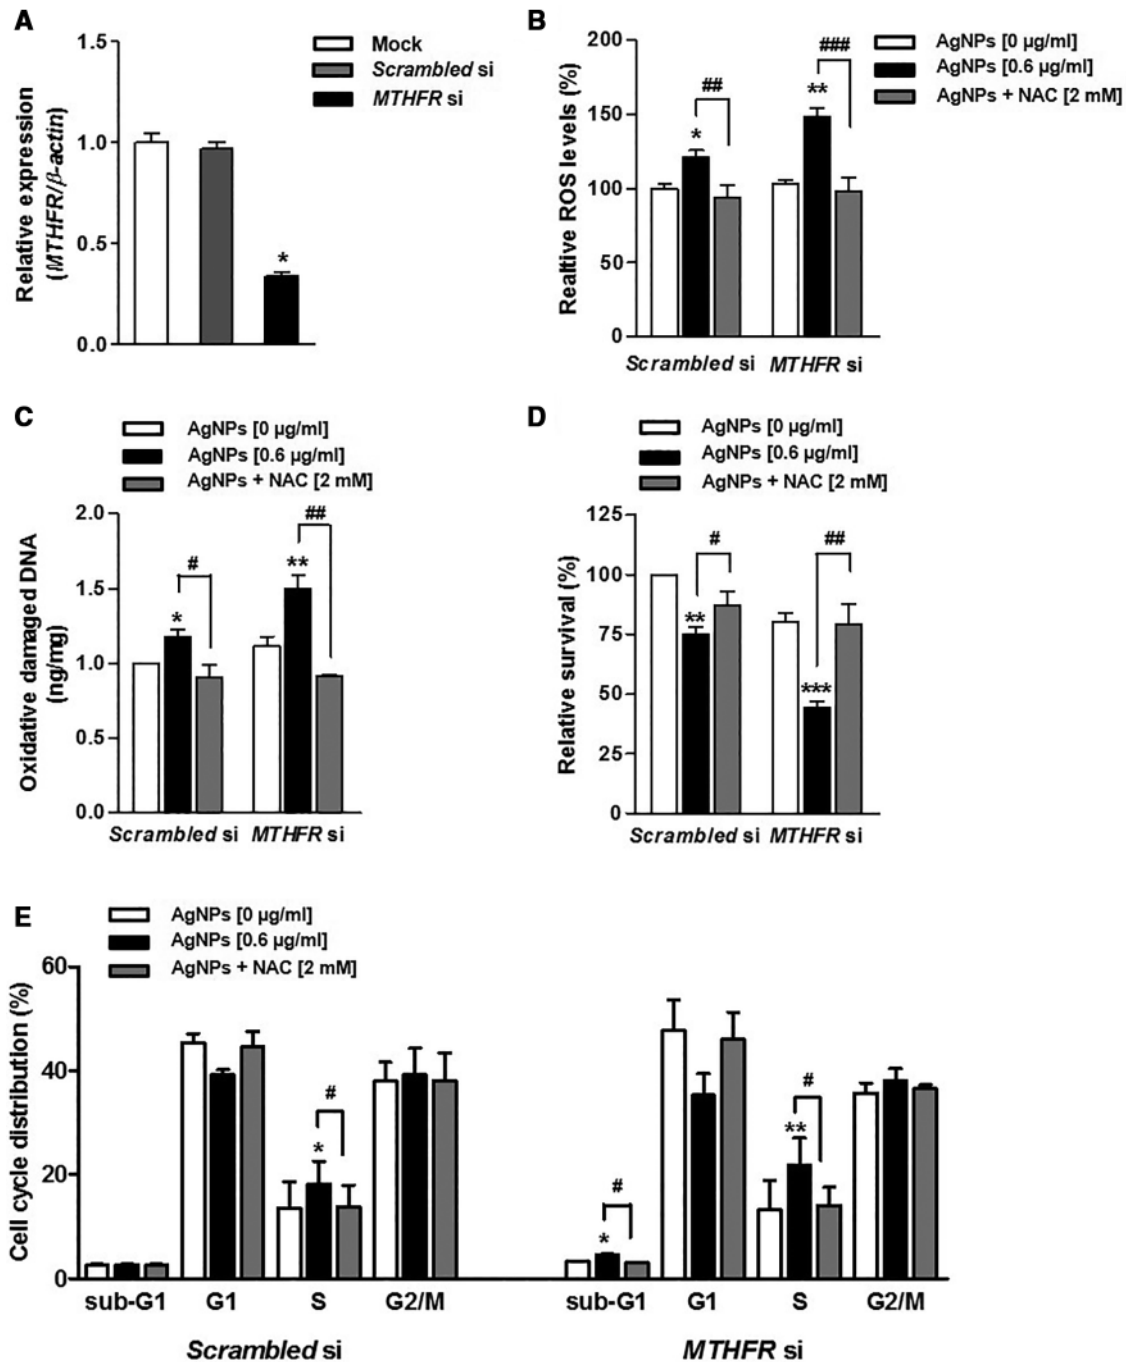 A
1.5
1.0
0.5
0.0
Relative expression
(MTHFR/β-actin)
Mock
Scrambled si
MTHFR si
*
B
200
150
100
50
0
Realtive ROS levels (%)
AgNPs [0 µg/ml]
AgNPs [0.6 µg/ml]
AgNPs + NAC [2 mM]
*
##
**
###
Scrambled si MTHFR si
C
AgNPs [0 µg/ml]
AgNPs [0.6 µg/ml]
AgNPs + NAC [2 mM]
2.0
1.5
1.0
0.5
0.0
Oxidative damaged DNA
(ng/mg)
*
#
**
##
Scrambled si MTHFR si
D
AgNPs [0 µg/ml]
AgNPs [0.6 µg/ml]
AgNPs + NAC [2 mM]
125
100
75
50
25
0
Relative survival (%)
**
#
***
##
Scrambled si MTHFR si
E
AgNPs [0 µg/ml]
AgNPs [0.6 µg/ml]
AgNPs + NAC [2 mM]
60
40
20
0
Cell cycle distribution (%)
*
#
*
#
**
#
sub-G1 G1 S G2/M sub-G1 G1 S G2/M
Scrambled si MTHFR si